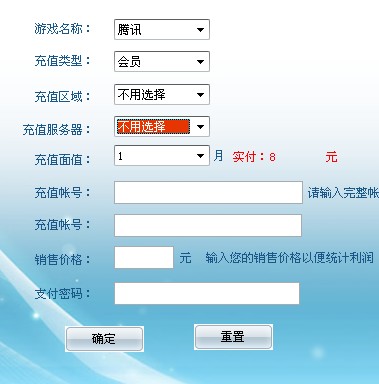 游戏名称： 腾讯
充值类型： 会员
充值区域： 不用选择
充值服务器： 不用选择
充值面值： 1 月 实付：8 元
充值帐号： 请输入完整帐
充值帐号：
销售价格： 元 输入您的销售价格以便统计利润
支付密码：
确定 重置